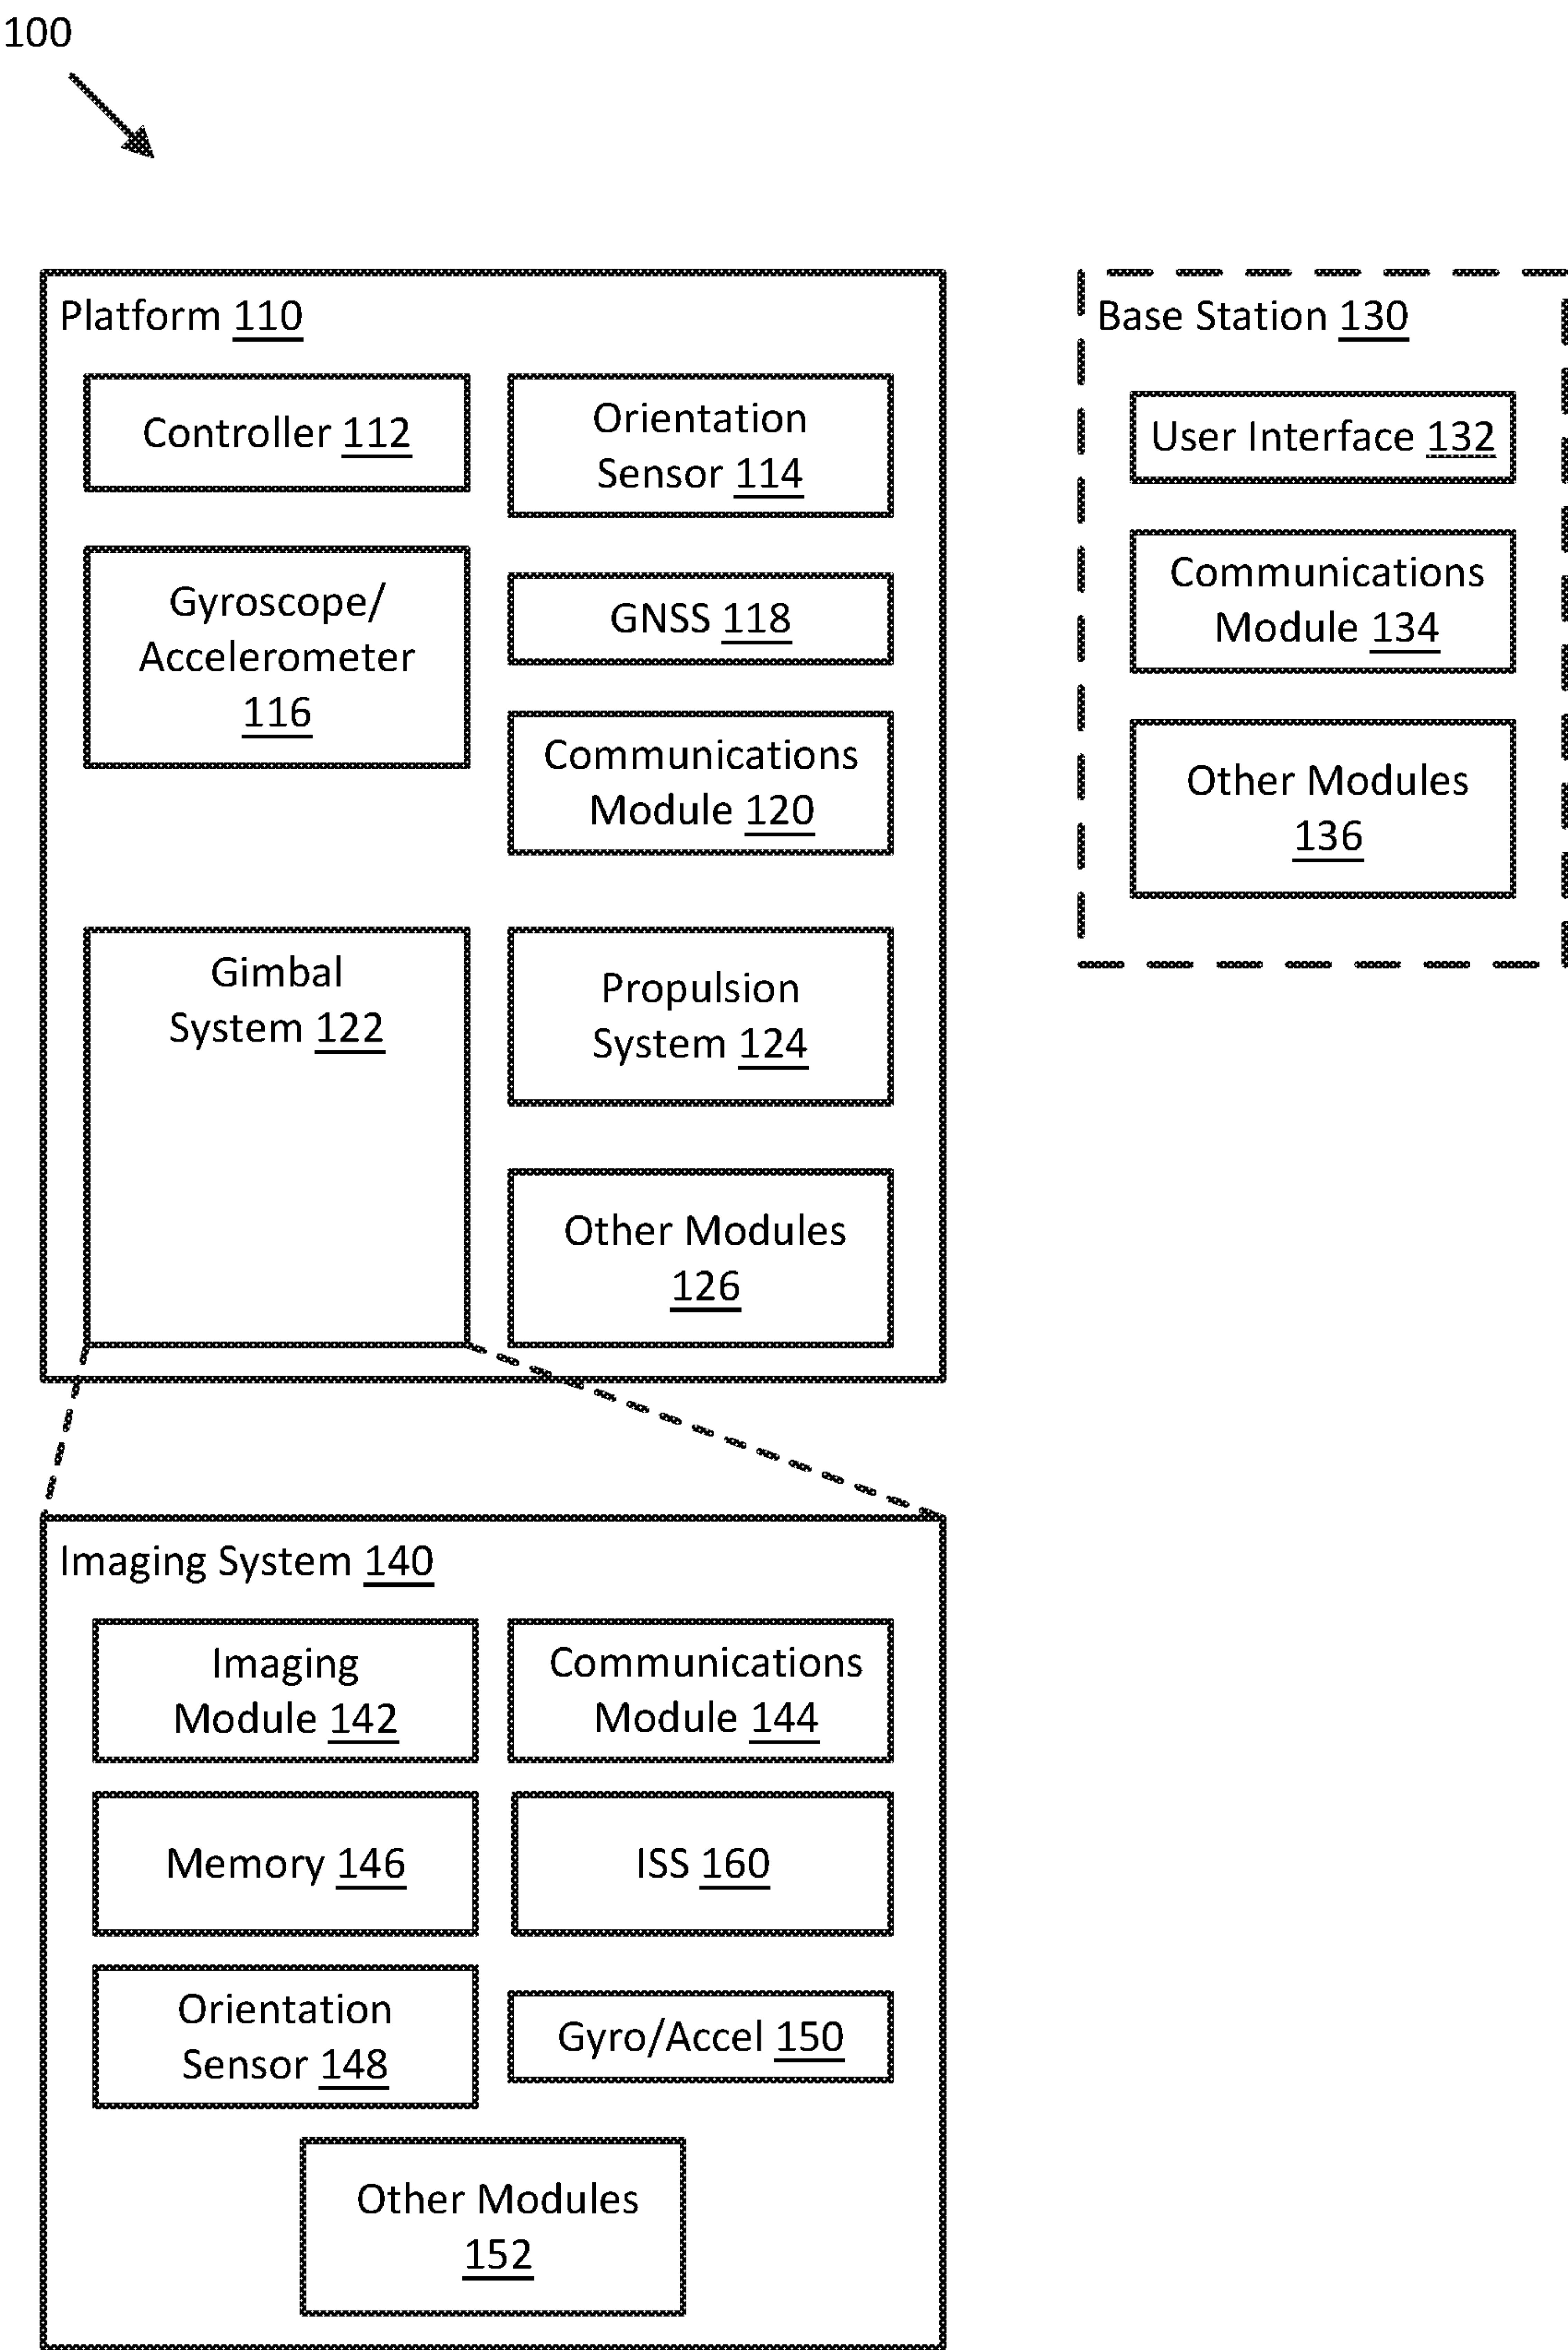 100
Platform 110
Controller 112
Orientation
Sensor 114
Gyroscope/
Accelerometer
116
GNSS 118
Communications
Module 120
Gimbal
System 122
Propulsion
System 124
Other Modules
126
Base Station 130
User Interface 132
Communications
Module 134
Other Modules
136
Imaging System 140
Imaging
Module 142
Communications
Module 144
Memory 146
ISS 160
Orientation
Sensor 148
Gyro/Accel 150
Other Modules
152